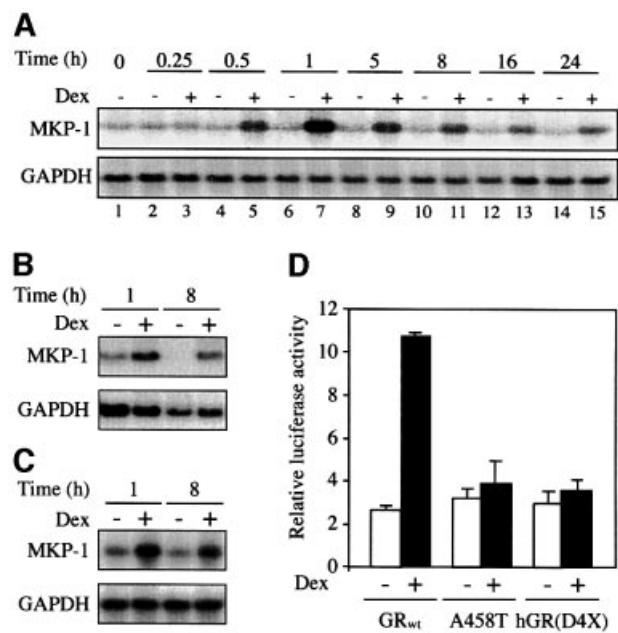 A
Time (h) 0 0.25 0.5 1 5 8 16 24
Dex - - + - + - + - + - + - + - +
MKP-1
GAPDH
1 2 3 4 5 6 7 8 9 10 11 12 13 14 15
B
Time (h) 1 8
Dex - + - +
MKP-1
GAPDH
C
Time (h) 1 8
Dex - + - +
MKP-1
GAPDH
D
Relative luciferase activity
12
10
8
6
4
2
0
Dex - + - + - +
GRwt A458T hGR(D4X)